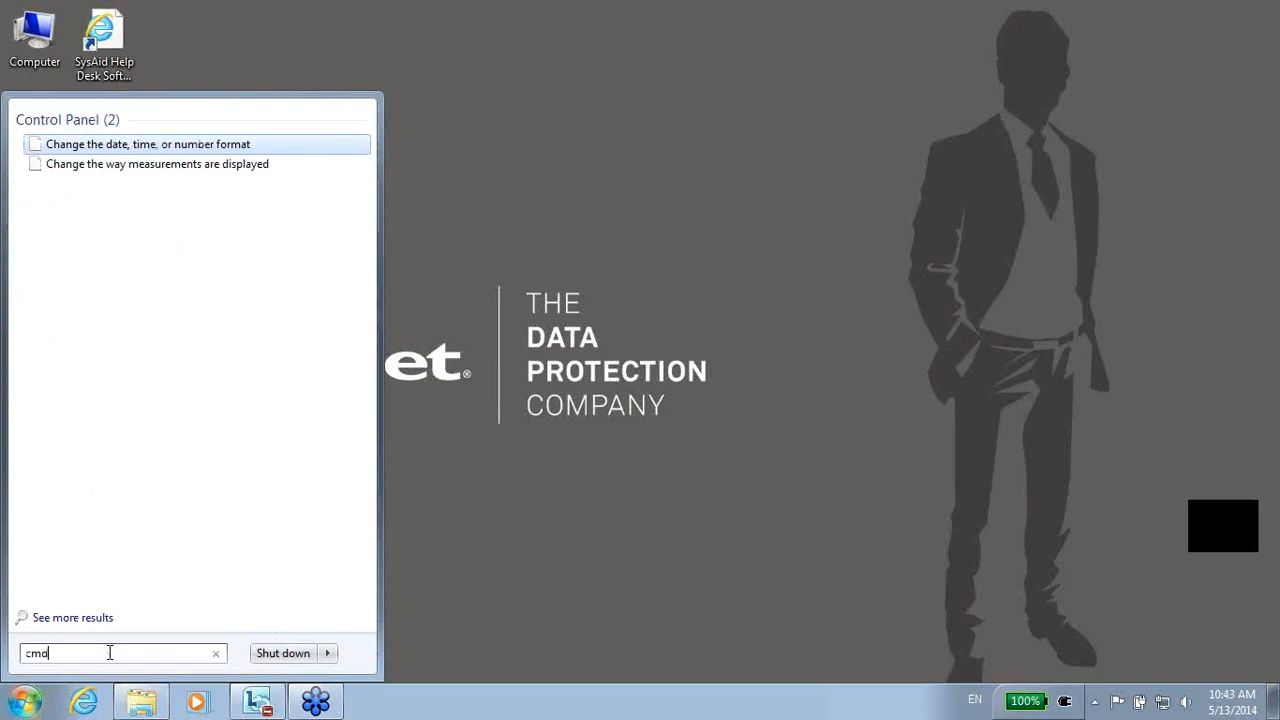 Computer
SysAid Help
Desk Soft...
Control Panel (2)
Change the date, time, or number format
Change the way measurements are displayed
et®
THE
DATA
PROTECTION
COMPANY
See more results
cmd
Shut down
EN
100%
10:43 AM
5/13/2014